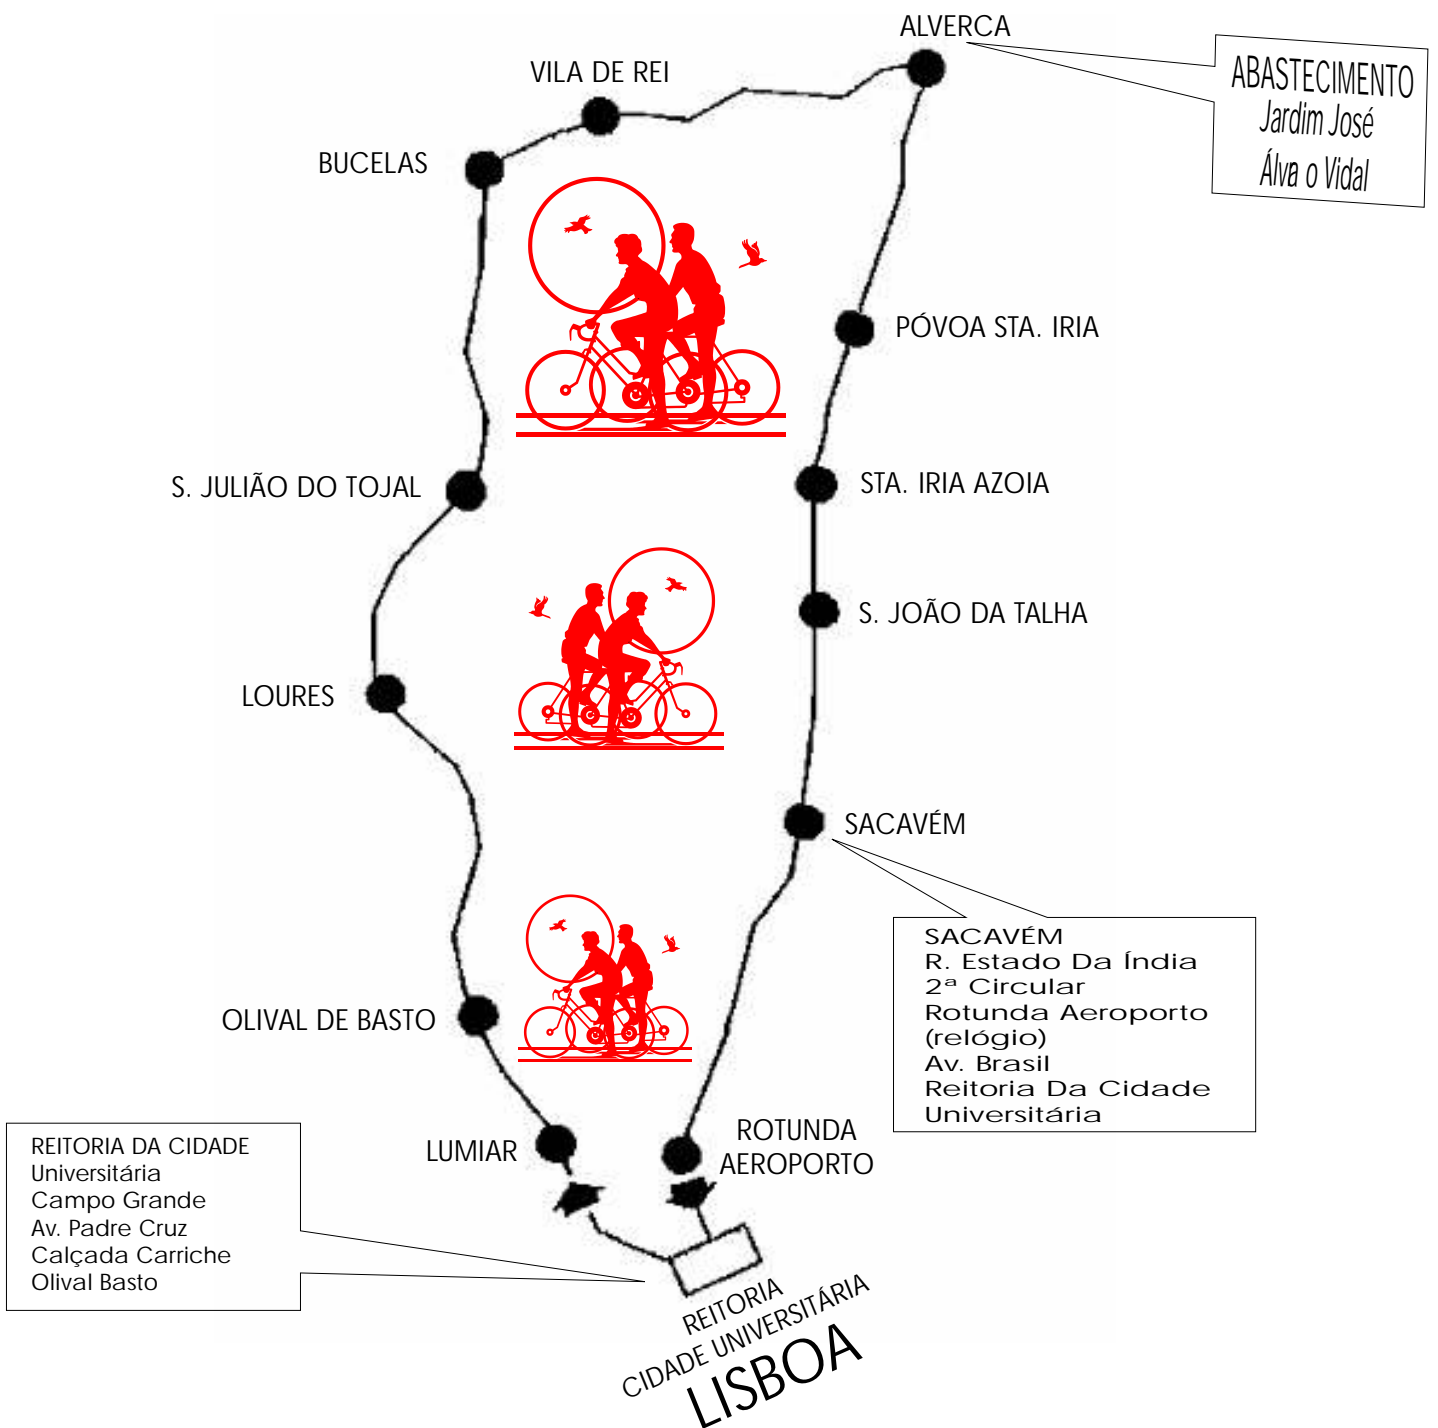 ALVERCA
ABASTECIMENTO
Jardim José
Álva o Vidal
VILA DE REI
BUCELAS
PÓVOA STA. IRIA
S. JULIÃO DO TOJAL
STA. IRIA AZOIA
S. JOÃO DA TALHA
LOURES
SACAVÉM
SACAVÉM
R. Estado Da Índia
2ª Circular
Rotunda Aeroporto
(relógio)
Av. Brasil
Reitoria Da Cidade
Universitária
OLIVAL DE BASTO
LUMIAR
ROTUNDA
AEROPORTO
REITORIA DA CIDADE
Universitária
Campo Grande
Av. Padre Cruz
Calçada Carriche
Olival Basto
REITORIA
CIDADE UNIVERSITÁRIA
LISBOA